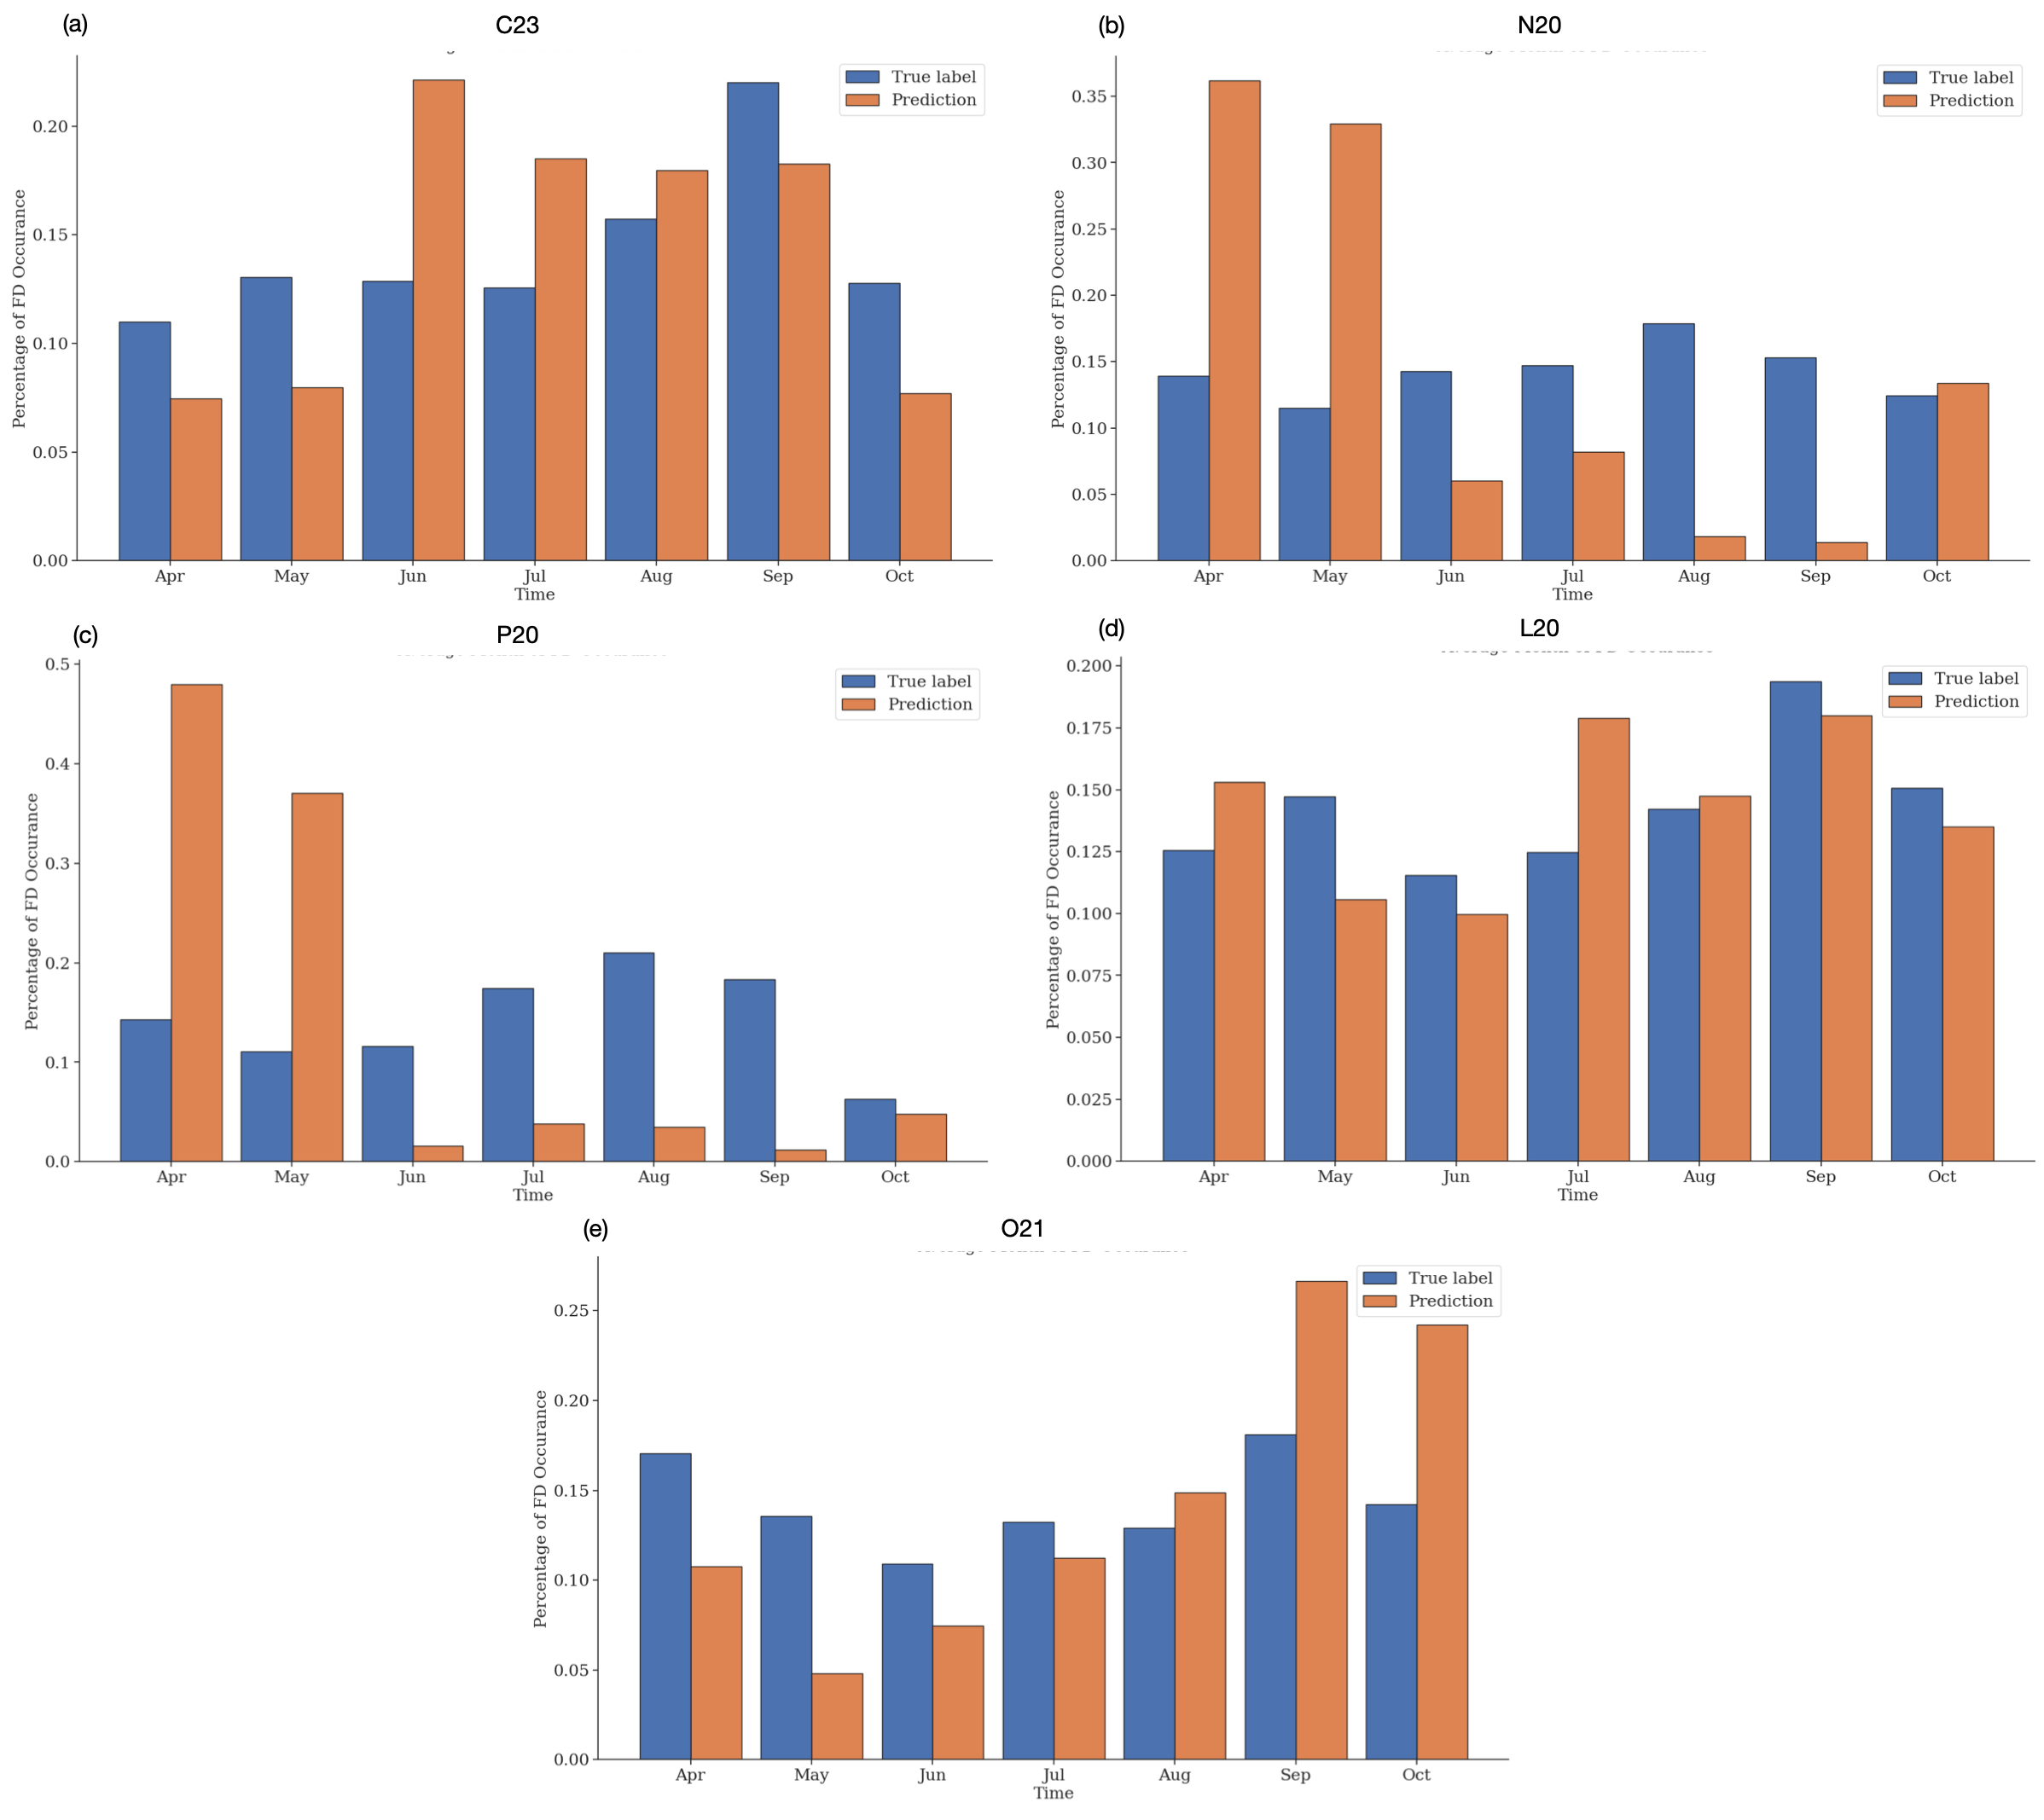 (a)
C23
True label
Prediction
Percentage of FD Occurance
0.20
0.15
0.10
0.05
0.00
Apr May Jun Jul Aug Sep Oct
Time
(b)
N20
True label
Prediction
Percentage of FD Occurance
0.35
0.30
0.25
0.20
0.15
0.10
0.05
0.00
Apr May Jun Jul Aug Sep Oct
Time
(c)
P20
True label
Prediction
Percentage of FD Occurance
0.5
0.4
0.3
0.2
0.1
0.0
Apr May Jun Jul Aug Sep Oct
Time
(d)
L20
True label
Prediction
Percentage of FD Occurance
0.200
0.175
0.150
0.125
0.100
0.075
0.050
0.025
0.000
Apr May Jun Jul Aug Sep Oct
Time
(e)
O21
True label
Prediction
Percentage of FD Occurance
0.25
0.20
0.15
0.10
0.05
0.00
Apr May Jun Jul Aug Sep Oct
Time